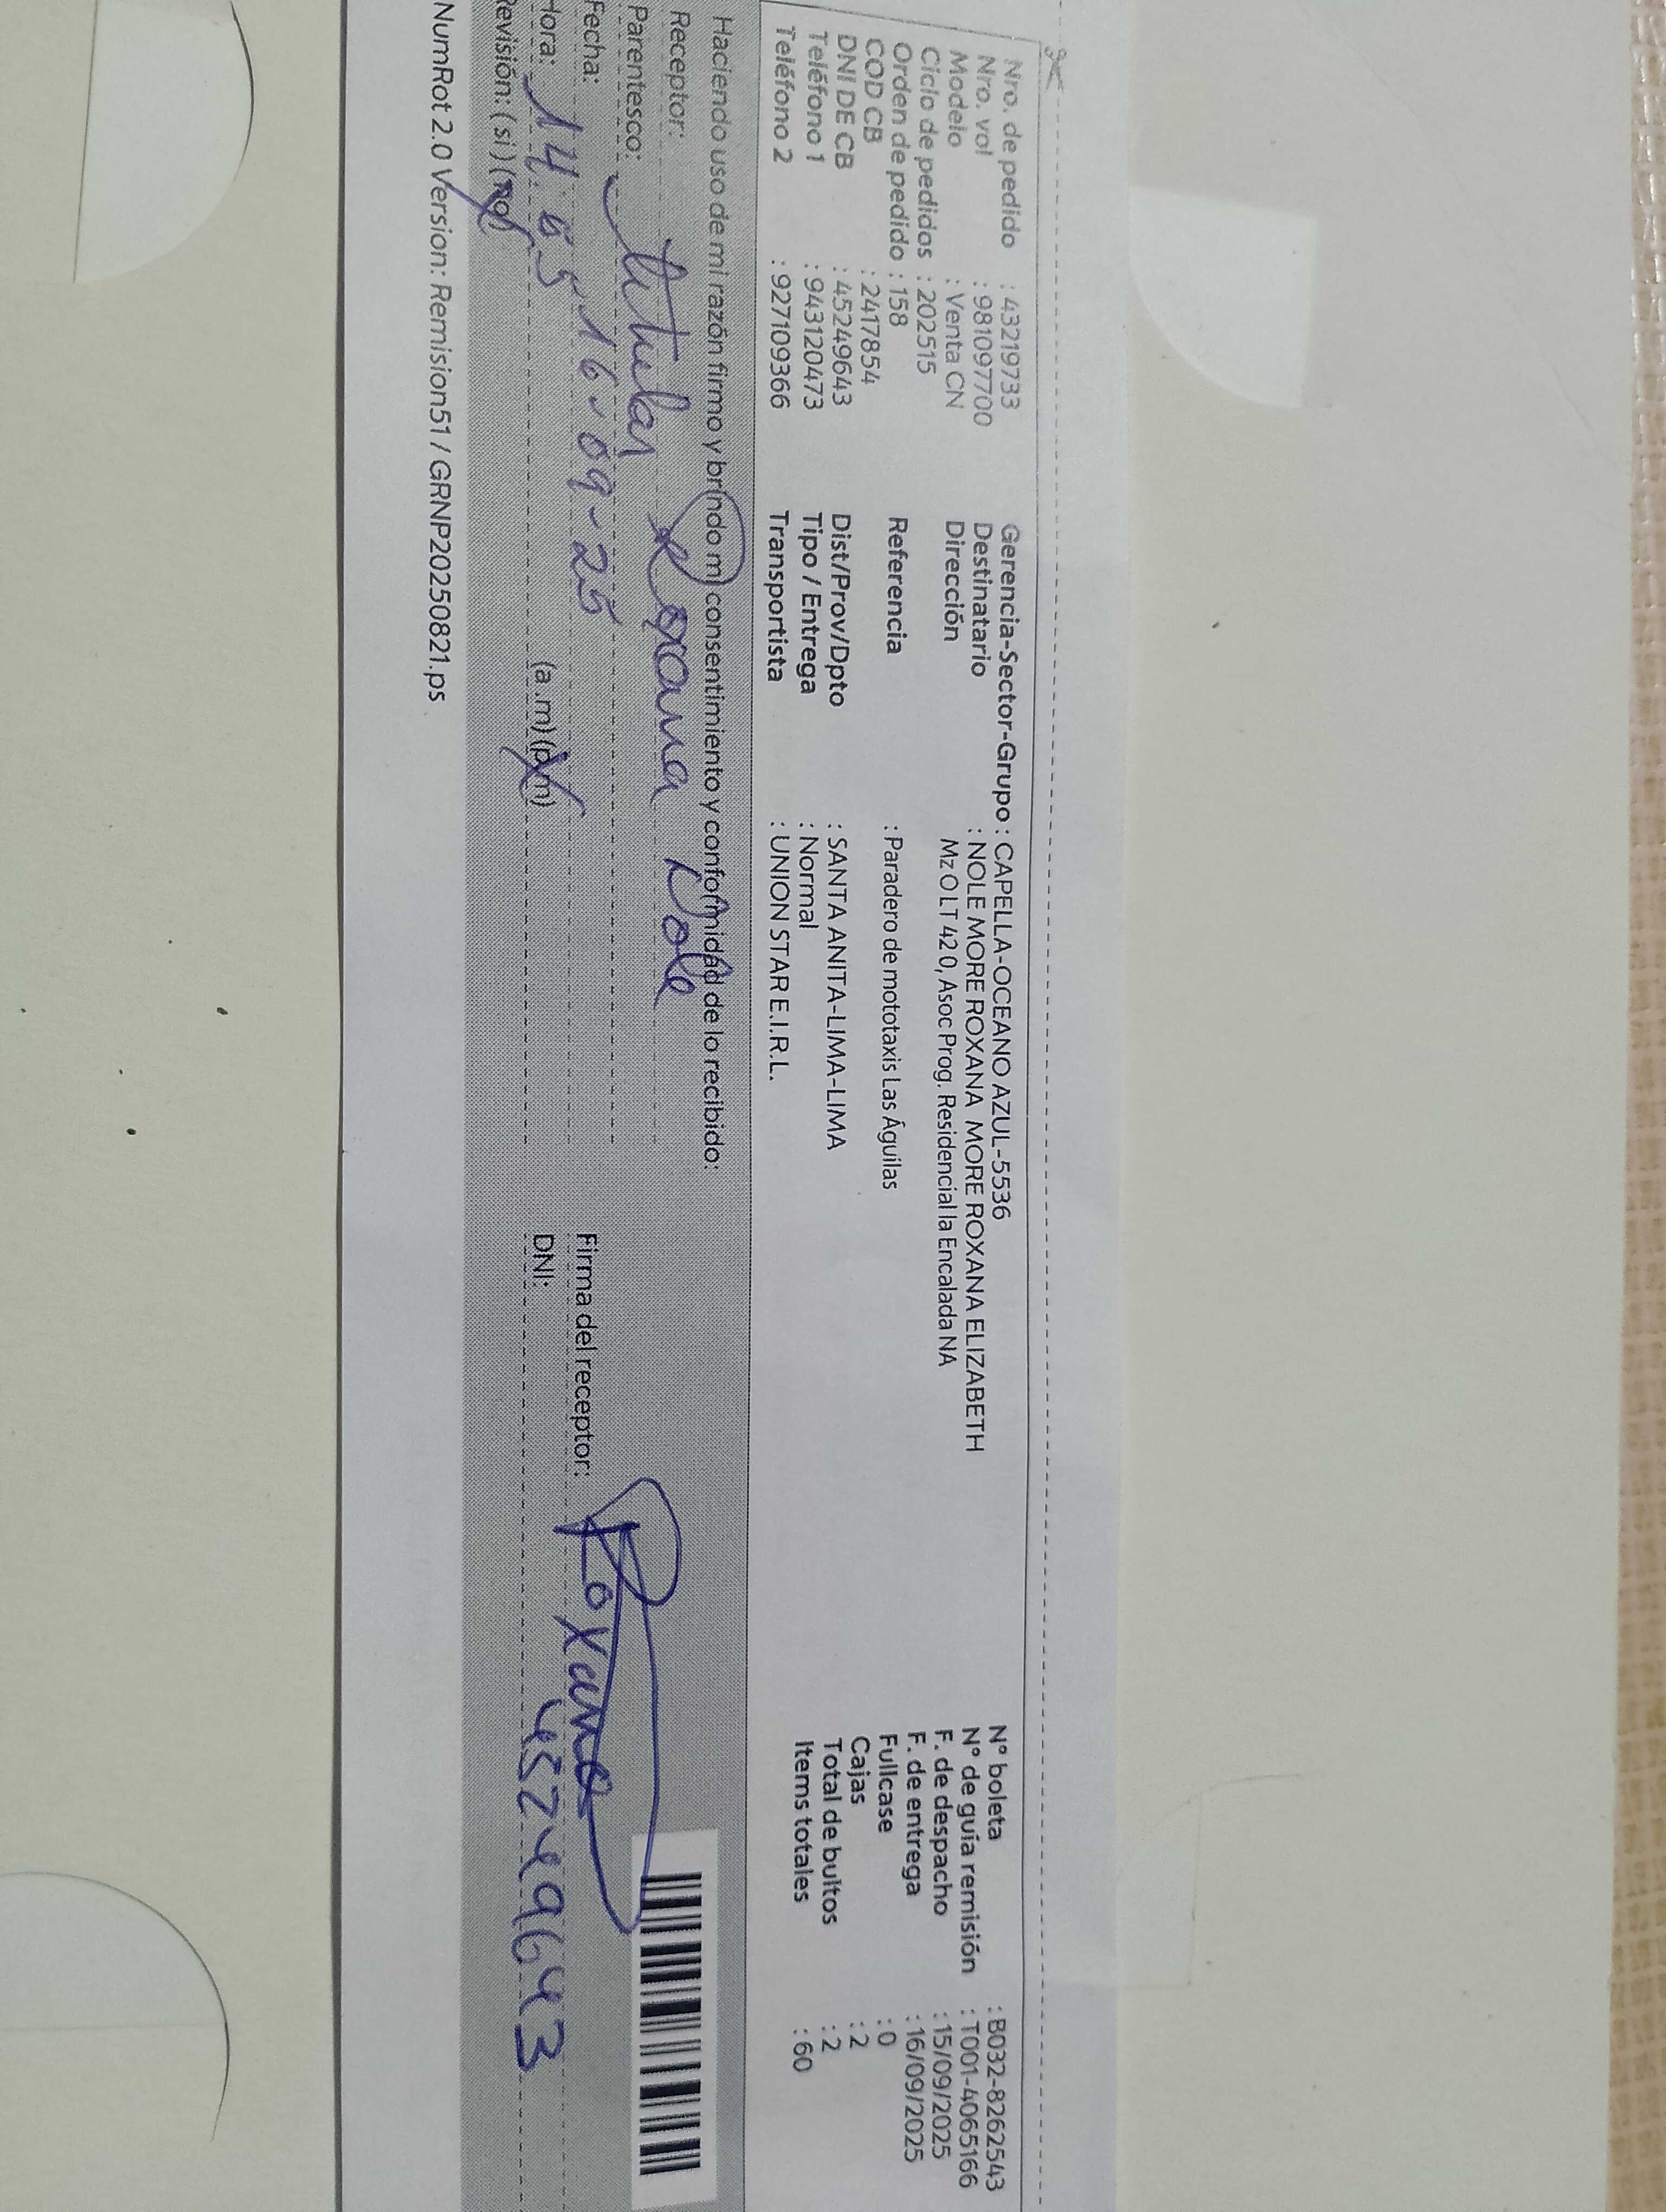 Nro. de pedido : 43219733
Nro. vol : 981097700
Modelo : Venta CN
Ciclo de pedidos : 202515
Orden de pedido : 158
COD CB : 2417854
DNI DE CB : 45249643
Teléfono 1 : 943120473
Teléfono 2 : 927109366
Gerencia-Sector-Grupo : CAPELLA-OCEANO AZUL-5536
Destinatario : NOLE MORE ROXANA MORE ROXANA ELIZABETH
Dirección Mz O LT 42 0, Asoc Prog. Residencial la Encalada NA
Referencia : Paradero de mototaxis Las Águilas
Dist/Prov/Dpto : SANTA ANITA-LIMA-LIMA
Tipo / Entrega : Normal
Transportista : UNION STAR E.I.R.L.
N° boleta : B032-8262543
N° de guía remisión : T001-4065166
F. de despacho : 15/09/2025
F. de entrega : 16/09/2025
Fullcase : 0
Cajas : 2
Total de bultos : 2
Items totales : 60
Haciendo uso de mi razón firmo y brindo mi consentimiento y conformidad de lo recibido:
Receptor: Roxana Nole
Parentesco: titular
Fecha: 16-09-25
Hora: (a.m) (p.m)
Revisión: ( si ) (no)
Firma del receptor: Roxana
DNI: 45249643
NumRot 2.0 Version: Remision51 / GRNP20250821.ps